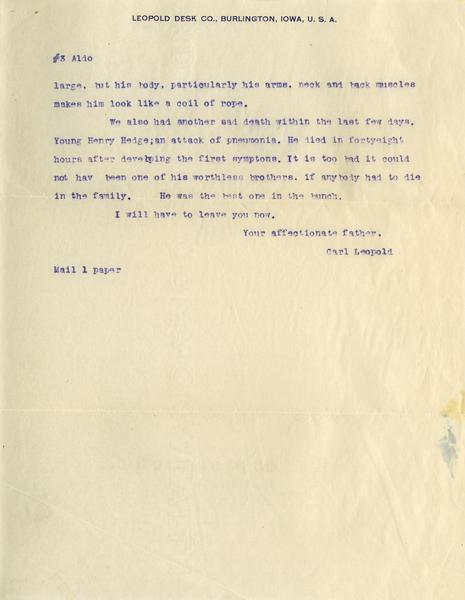 LEOPOLD DESK CO., BURLINGTON, IOWA, U. S. A.
#3 Aldo
large, but his body, particularly his arms, neck and back muscles
makes him look like a coil of rope.
We also had another sad death within the last few days,
Young Henry Hedge;an attack of pneumonia. He died in fortyeight
hours after develping the first symptons. It is too bad it could
not hav been one of his worthless brothers, if anybody had to die
in the family. He was the best one in the bunch.
I will have to leave you now.
Your affectionate father,
Carl Leopold
Mail 1 paper